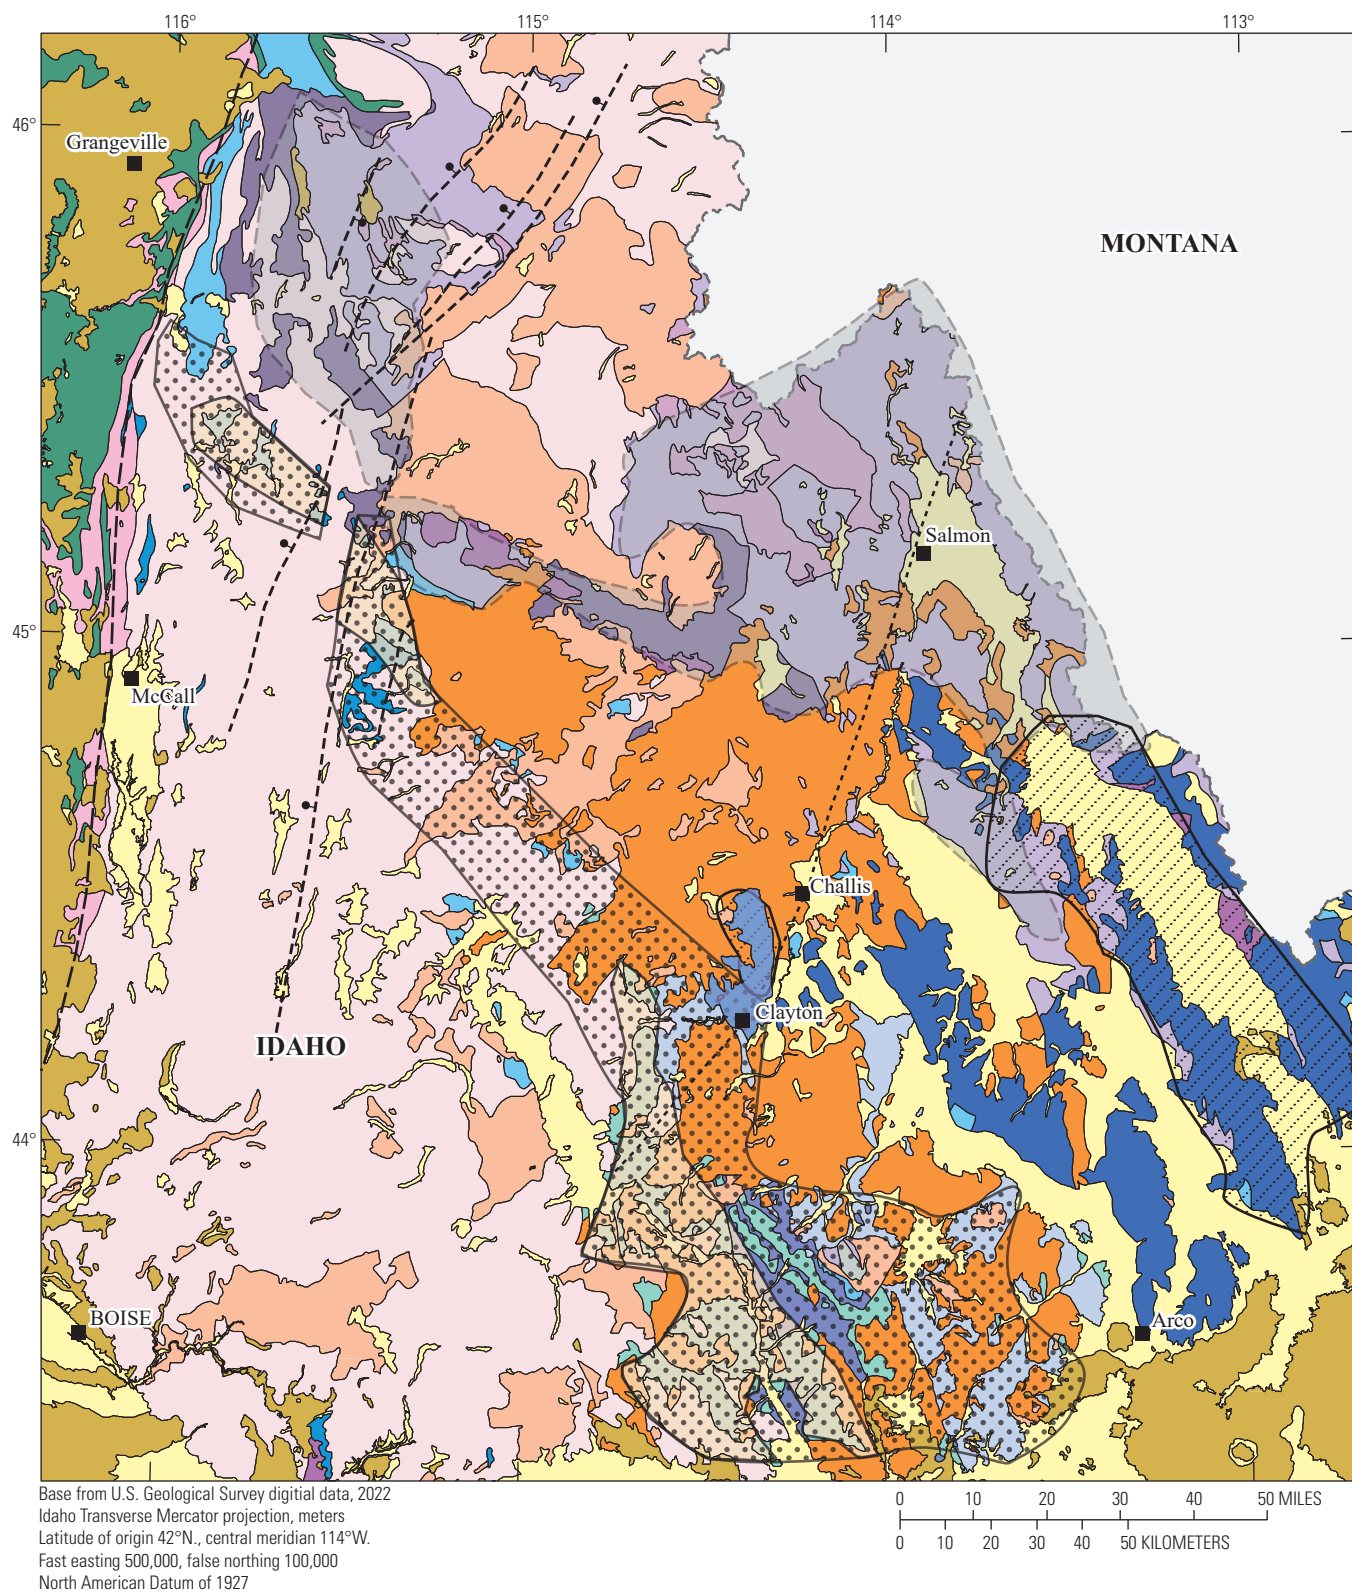 116° 115° 114° 113°
46°
Grangeville
MONTANA
Salmon
45°
McCall
Challis
Clayton
IDAHO
44°
BOISE
Arco
Base from U.S. Geological Survey digitial data, 2022
Idaho Transverse Mercator projection, meters
Latitude of origin 42°N., central meridian 114°W.
Fast easting 500,000, false northing 100,000
North American Datum of 1927
0 10 20 30 40 50 MILES
0 10 20 30 40 50 KILOMETERS